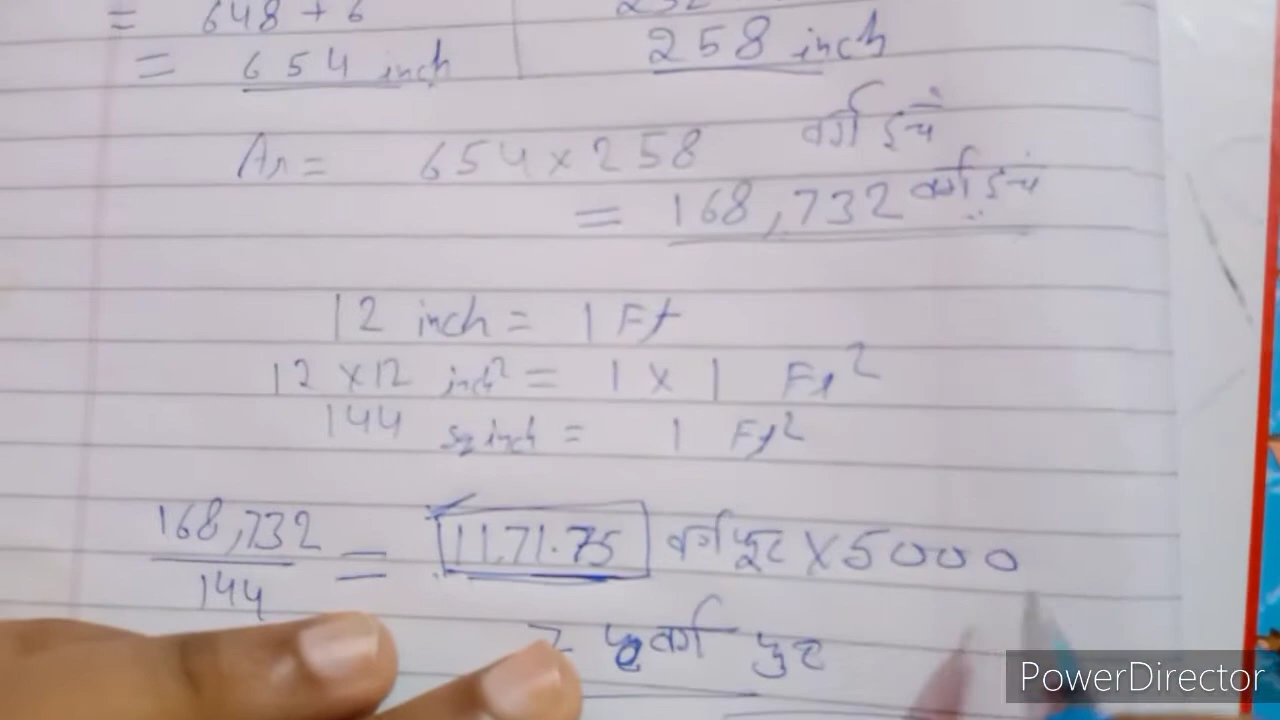 = 648 + 6
= 654 inch
258 inch
Ar = 654 × 258 वर्ग इंच
= 168,732 वर्ग इंच
12 inch = 1 Ft
12 × 12 inch² = 1 × 1 Ft²
144 sq inch = 1 Ft²
168,732
144
= 1171.75 वर्ग फुट × 5000
वर्ग फुट
PowerDirector